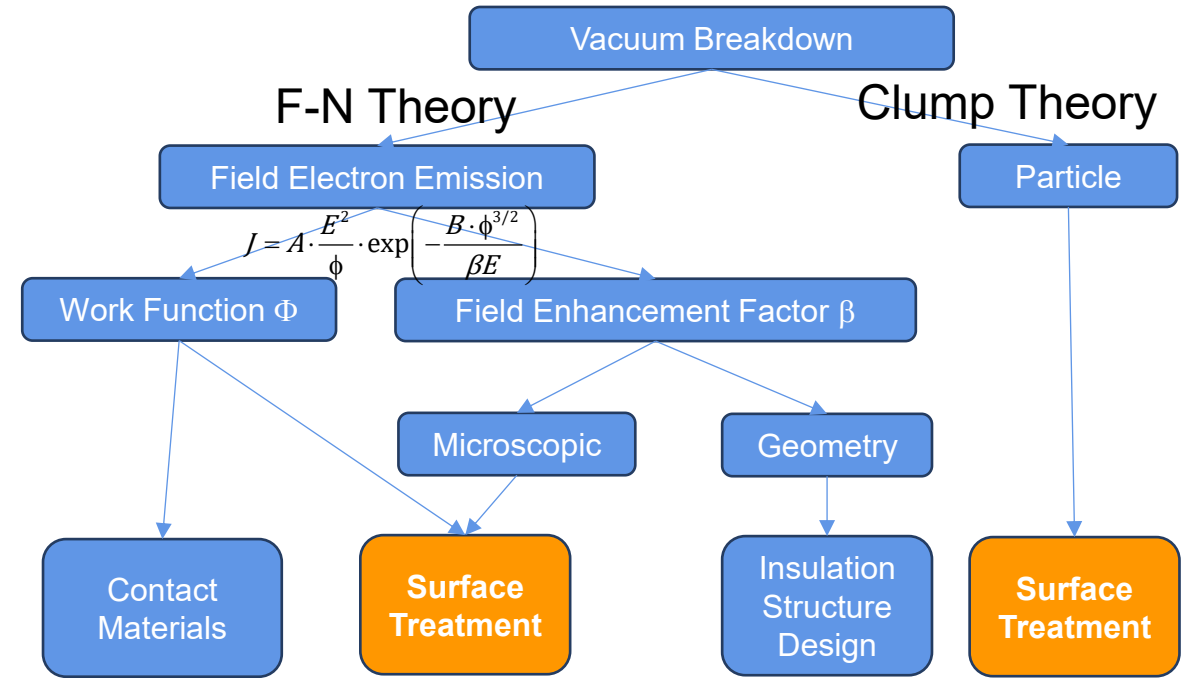 Vacuum Breakdown
F-N Theory
Clump Theory
Field Electron Emission
Particle
J = A · E²/ϕ · exp(−B · ϕ^{3/2}/βE)
Work Function Φ
Field Enhancement Factor β
Microscopic
Geometry
Contact
Materials
Surface
Treatment
Insulation
Structure
Design
Surface
Treatment